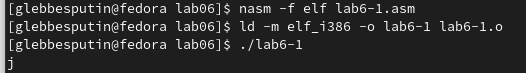 [glebbesputin@fedora lab06]$ nasm -f elf lab6-1.asm
[glebbesputin@fedora lab06]$ ld -m elf_i386 -o lab6-1 lab6-1.o
[glebbesputin@fedora lab06]$ ./lab6-1
j